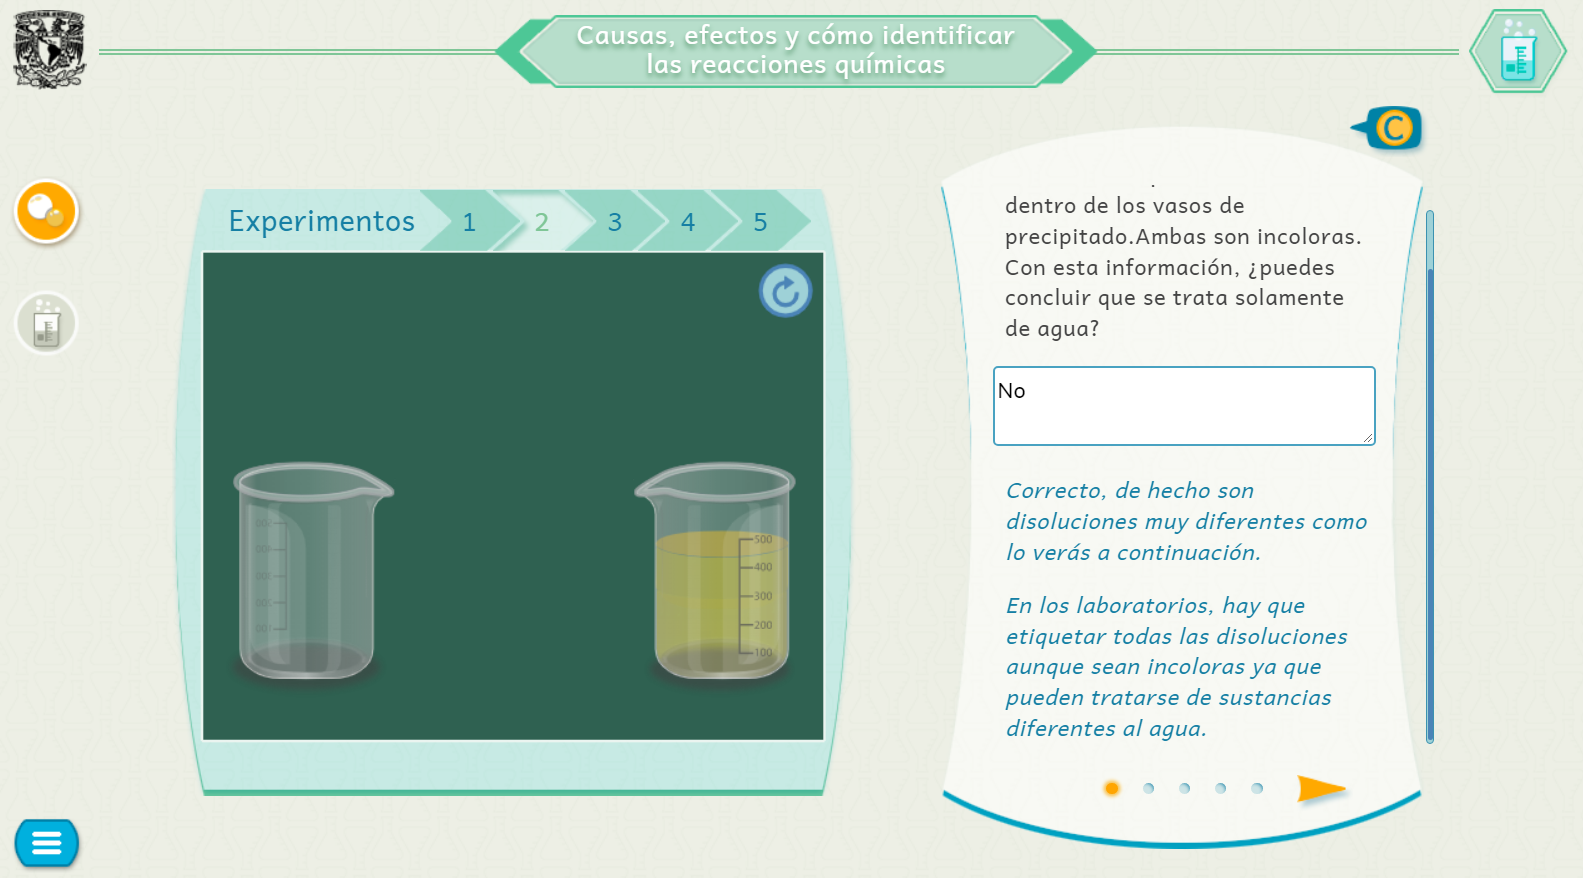 Causas, efectos y cómo identificar
las reacciones químicas
C
Experimentos 1 2 3 4 5
dentro de los vasos de
precipitado.Ambas son incoloras.
Con esta información, ¿puedes
concluir que se trata solamente
de agua?
No
Correcto, de hecho son
disoluciones muy diferentes como
lo verás a continuación.
En los laboratorios, hay que
etiquetar todas las disoluciones
aunque sean incoloras ya que
pueden tratarse de sustancias
diferentes al agua.
500
400
300
200
100